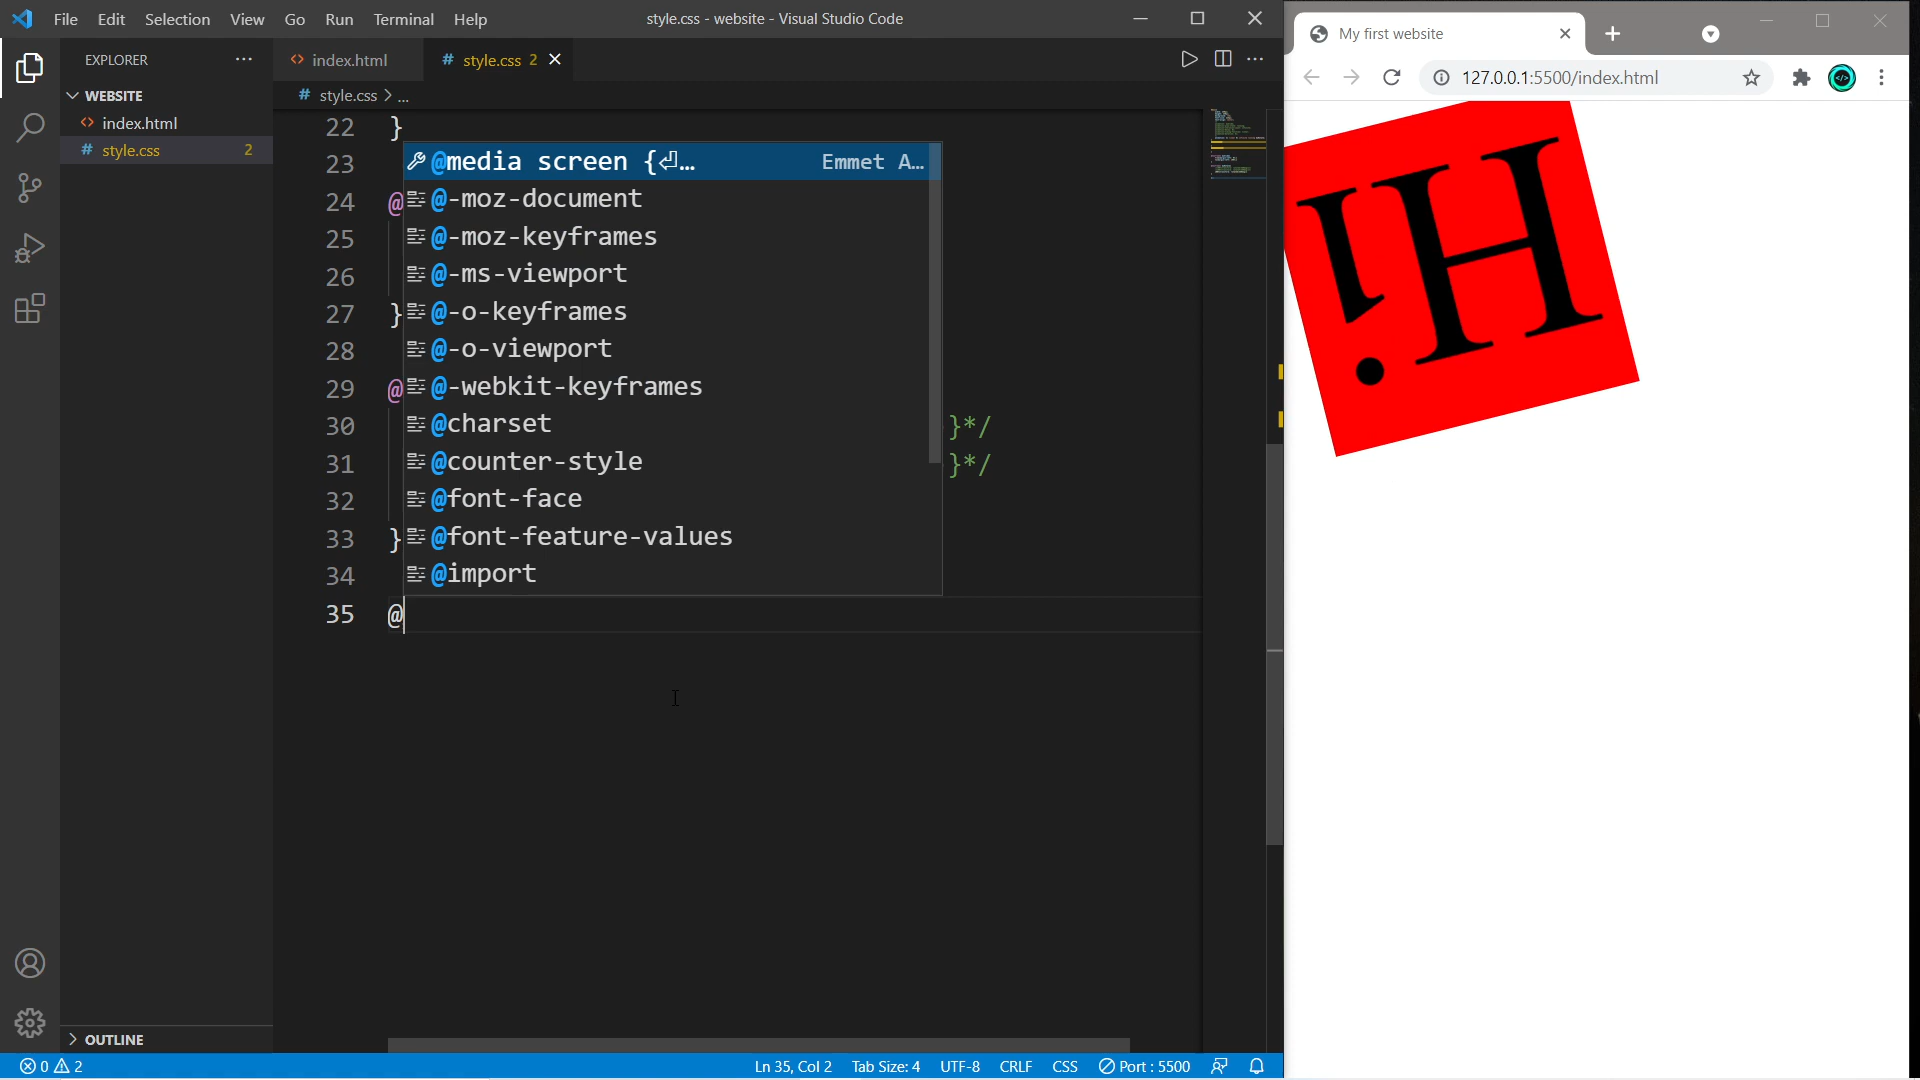 File Edit Selection View Go Run Terminal Help
style.css - website - Visual Studio Code
EXPLORER
WEBSITE
index.html
style.css 2
OUTLINE
index.html
style.css 2
# style.css > ...
22 }
23
24 @
25
26
27 }
28
29 @
30 }*/
31 }*/
32
33 }
34
35 @
@media screen {⏎… Emmet A…
@-moz-document
@-moz-keyframes
@-ms-viewport
@-o-keyframes
@-o-viewport
@-webkit-keyframes
@charset
@counter-style
@font-face
@font-feature-values
@import
0 2
Ln 35, Col 2 Tab Size: 4 UTF-8 CRLF CSS Port : 5500
My first website
127.0.0.1:5500/index.html
Hi